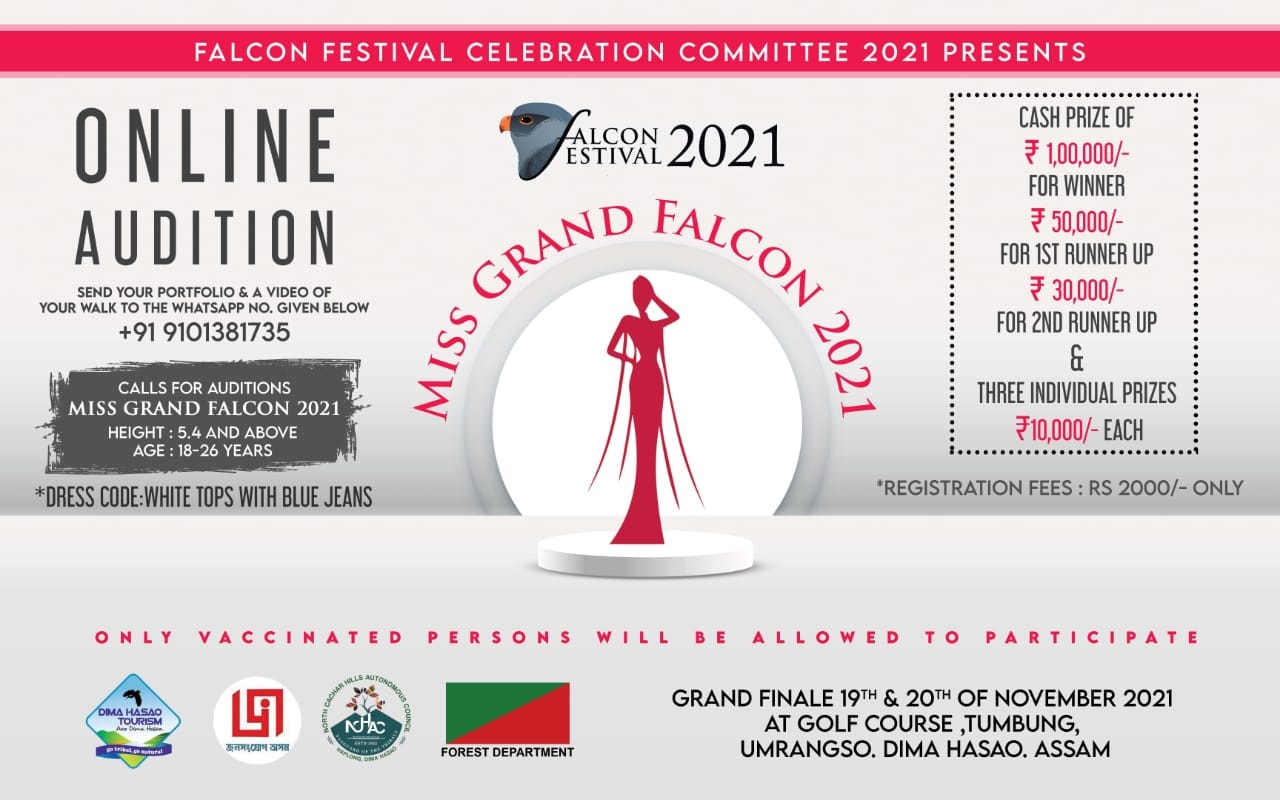 FALCON FESTIVAL CELEBRATION COMMITTEE 2021 PRESENTS
ONLINE
AUDITION
SEND YOUR PORTFOLIO & A VIDEO OF
YOUR WALK TO THE WHATSAPP NO. GIVEN BELOW
+91 9101381735
CALLS FOR AUDITIONS
MISS GRAND FALCON 2021
HEIGHT : 5.4 AND ABOVE
AGE : 18-26 YEARS
*DRESS CODE:WHITE TOPS WITH BLUE JEANS
FALCON
FESTIVAL 2021
MISS GRAND FALCON 2021
CASH PRIZE OF
₹ 1,00,000/-
FOR WINNER
₹ 50,000/-
FOR 1ST RUNNER UP
₹ 30,000/-
FOR 2ND RUNNER UP
&
THREE INDIVIDUAL PRIZES
₹10,000/- EACH
*REGISTRATION FEES : RS 2000/- ONLY
ONLY VACCINATED PERSONS WILL BE ALLOWED TO PARTICIPATE
DIMA HASAO
TOURISM
Aao Dima Hasao
go tribal, go natural
জনসংযোগ অসম
NORTH CACHAR HILLS AUTONOMOUS COUNCIL
NCHAC
HAFLONG, DIMA HASAO
FOREST DEPARTMENT
GRAND FINALE 19TH & 20TH OF NOVEMBER 2021
AT GOLF COURSE ,TUMBUNG,
UMRANGSO. DIMA HASAO. ASSAM